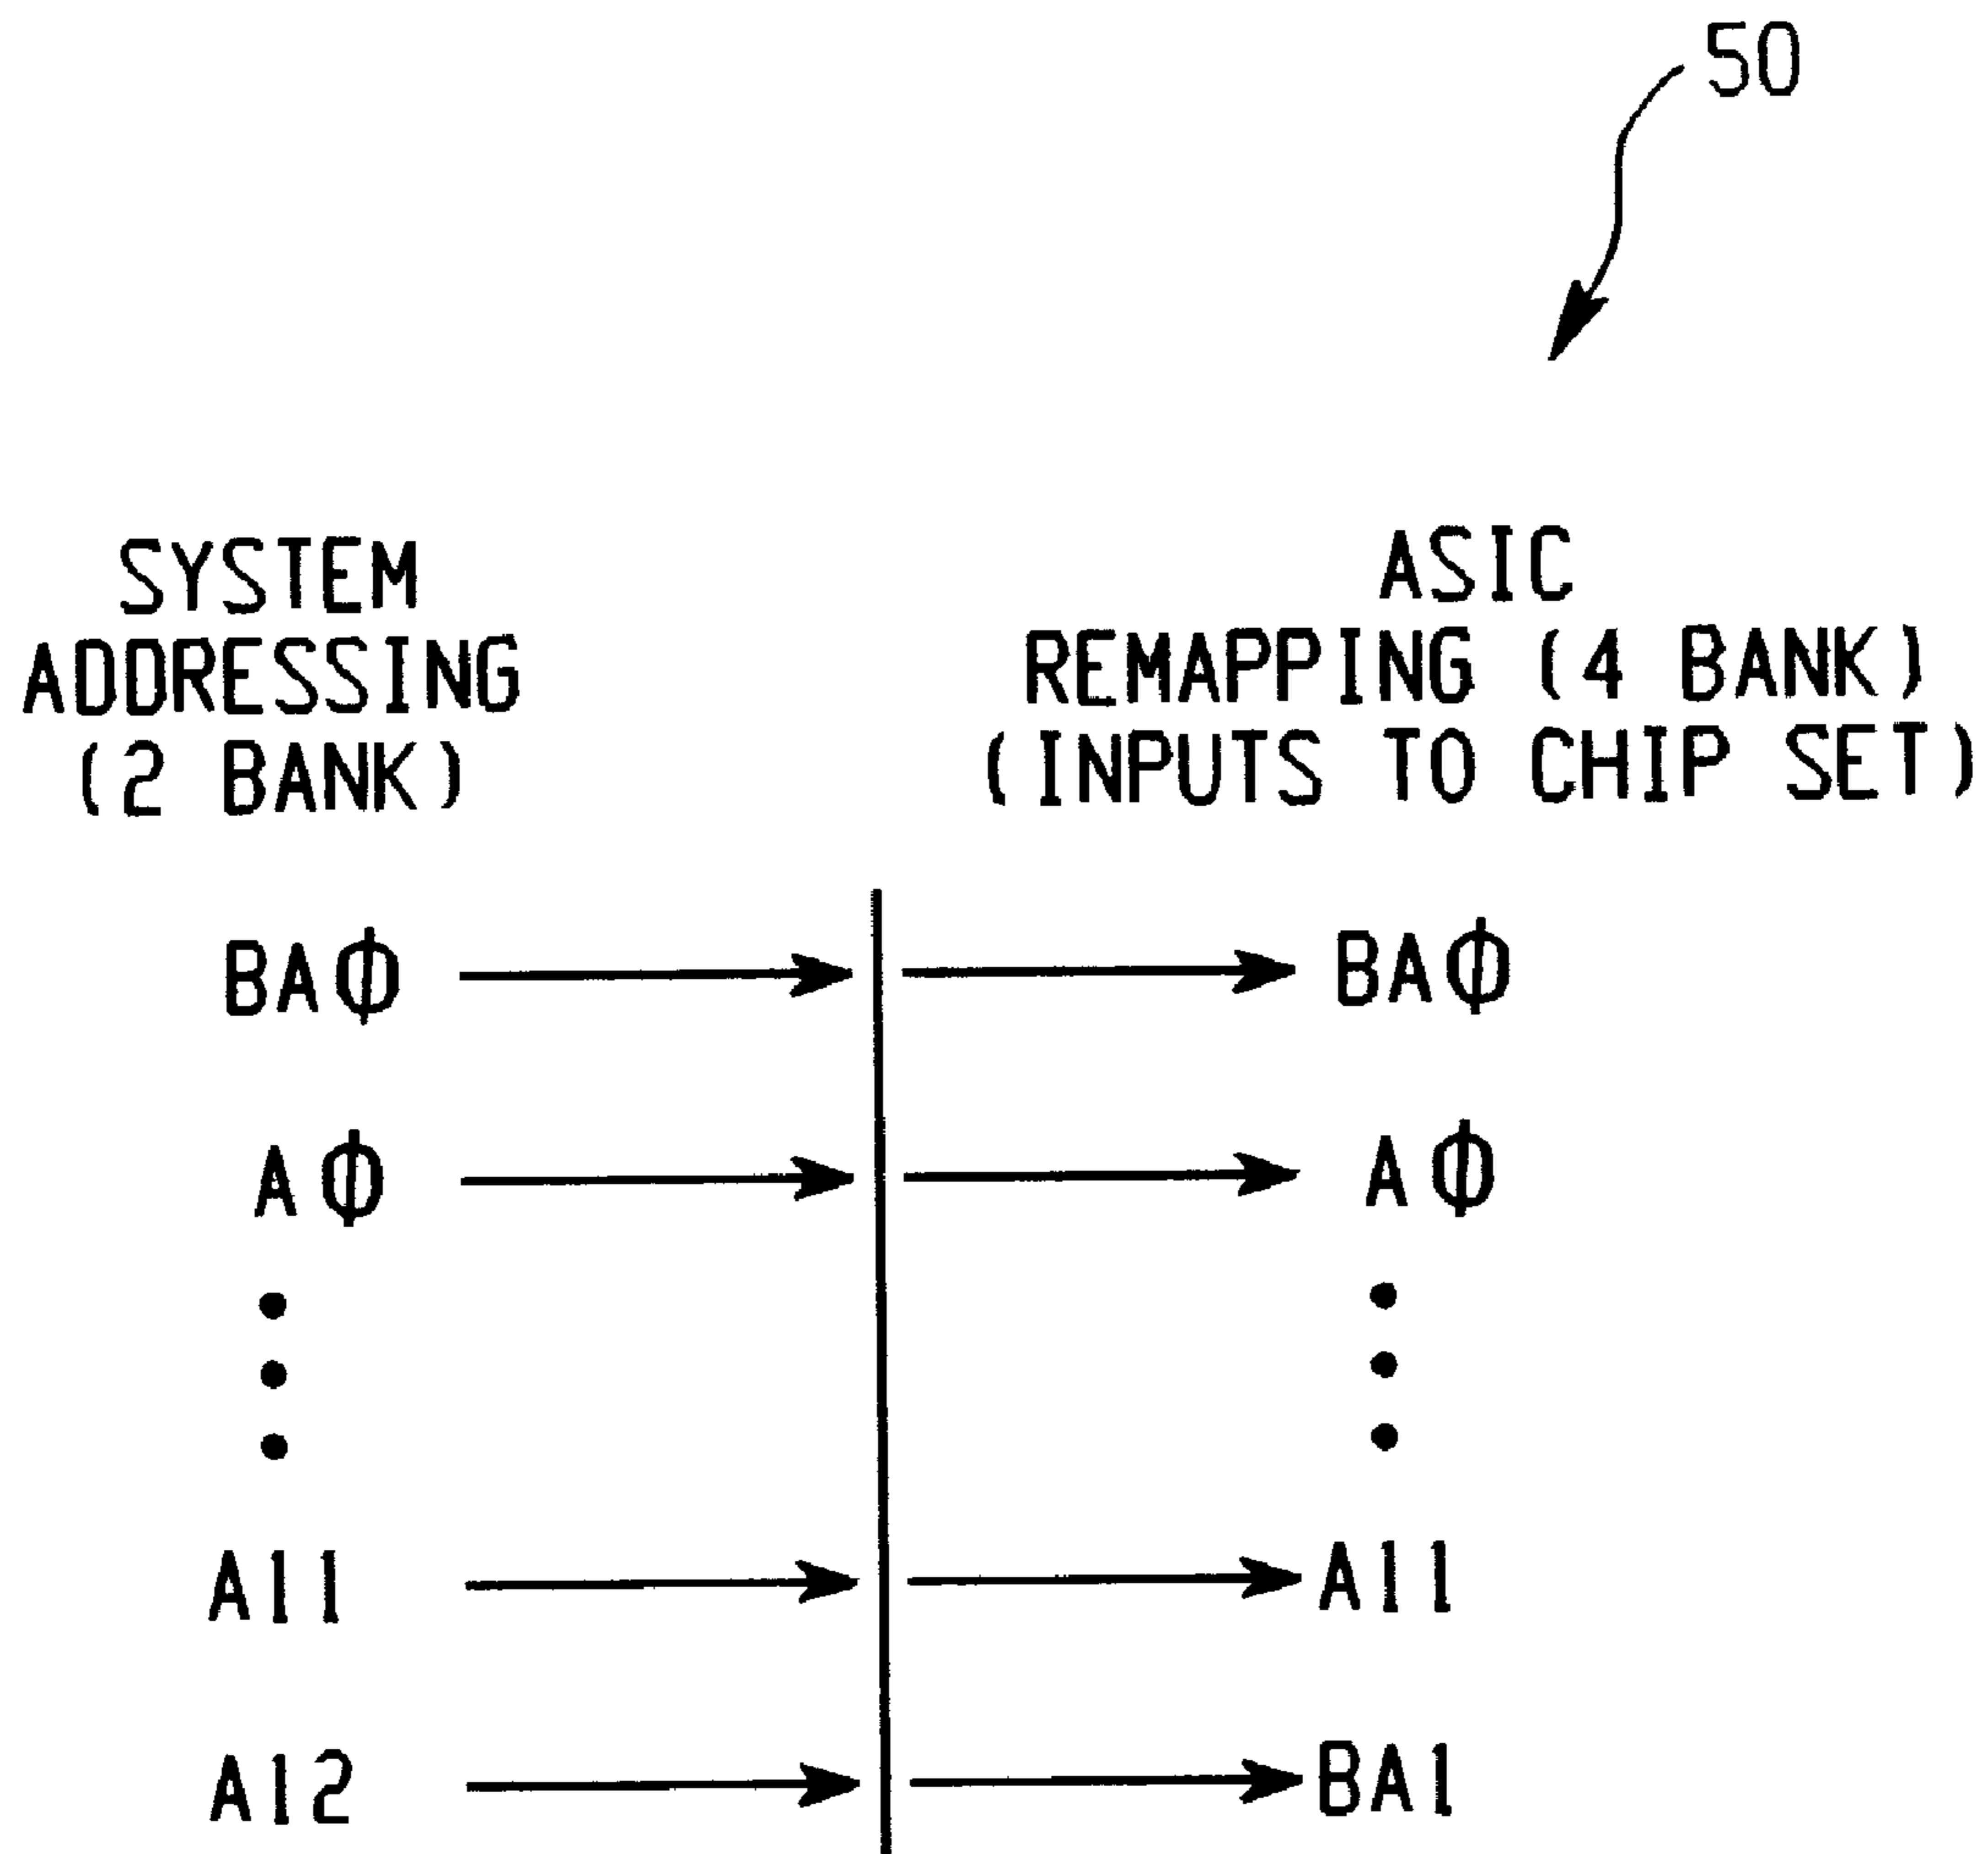 50
SYSTEM
ADDRESSING
(2 BANK)
ASIC
REMAPPING (4 BANK)
(INPUTS TO CHIP SET)
BAΦ BAΦ
AΦ AΦ
A11 A11
A12 BA1